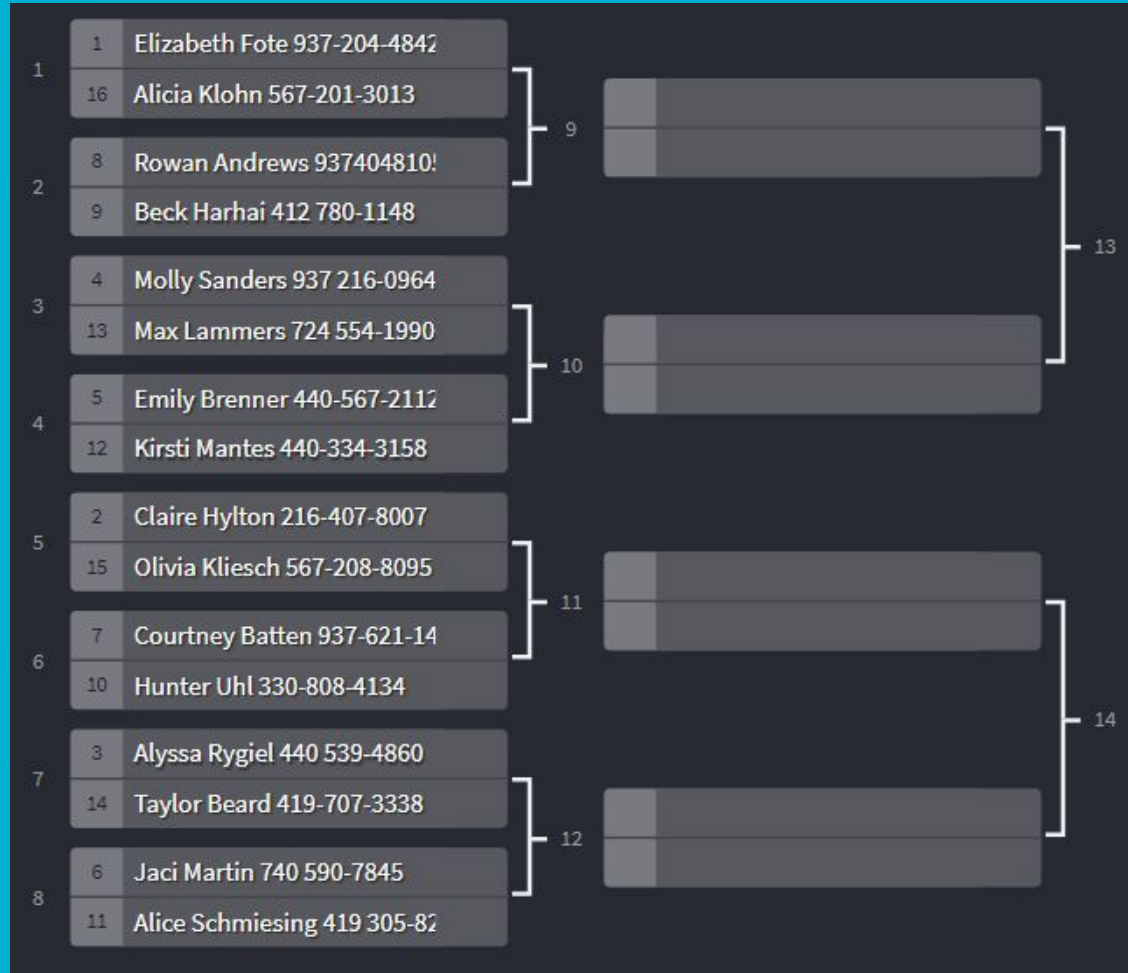 1
1 Elizabeth Fote 937-204-4842
16 Alicia Klohn 567-201-3013
9
2
8 Rowan Andrews 937404810
9 Beck Harhai 412 780-1148
13
3
4 Molly Sanders 937 216-0964
13 Max Lammers 724 554-1990
10
4
5 Emily Brenner 440-567-2112
12 Kirsti Mantes 440-334-3158
5
2 Claire Hylton 216-407-8007
15 Olivia Kliesch 567-208-8095
11
6
7 Courtney Batten 937-621-14
10 Hunter Uhl 330-808-4134
14
7
3 Alyssa Rygiel 440 539-4860
14 Taylor Beard 419-707-3338
12
8
6 Jaci Martin 740 590-7845
11 Alice Schmiesing 419 305-82